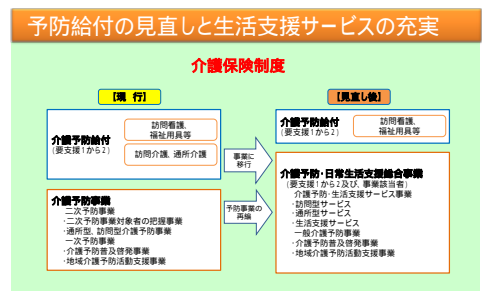 予防給付の見直しと生活支援サービスの充実
介護保険制度
【現 行】
介護予防給付
(要支援1から2)
訪問看護、
福祉用具等
訪問介護、通所介護
介護予防事業
二次予防事業
・二次予防事業対象者の把握事業
・通所型、訪問型介護予防事業
一次予防事業
・介護予防普及啓発事業
・地域介護予防活動支援事業
事業に
移行
予防事業の
再編
【見直し後】
介護予防給付
(要支援1から2)
訪問看護、
福祉用具等
介護予防・日常生活支援総合事業
(要支援1から2及び、事業該当者)
介護予防・生活支援サービス事業
・訪問型サービス
・通所型サービス
・生活支援サービス
一般介護予防事業
・介護予防普及啓発事業
・地域介護予防活動支援事業